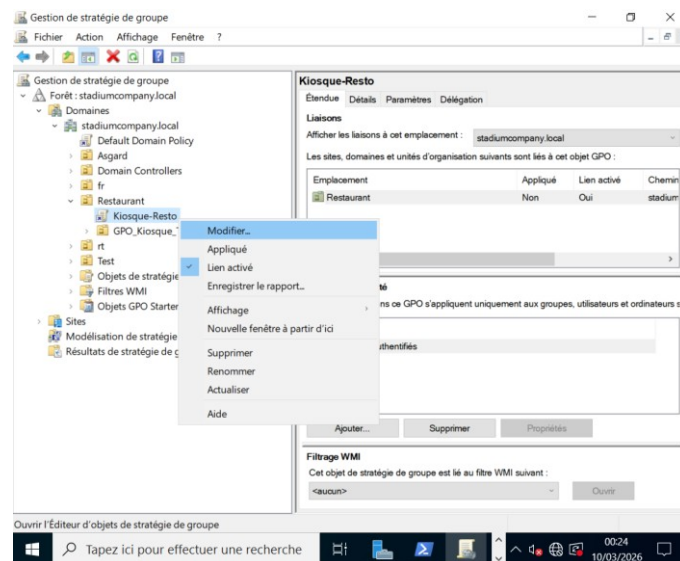 Gestion de stratégie de groupe
Fichier Action Affichage Fenêtre ?
Gestion de stratégie de groupe
Forêt : stadiumcompany.local
Domaines
stadiumcompany.local
Default Domain Policy
Asgard
Domain Controllers
fr
Restaurant
Kiosque-Resto
GPO_Kiosque_
rt
Test
Objets de stratégie
Filtres WMI
Objets GPO Starter
Sites
Modélisation de stratégie
Résultats de stratégie de g
Modifier...
Appliqué
Lien activé
Enregistrer le rapport...
Affichage
Nouvelle fenêtre à partir d'ici
Supprimer
Renommer
Actualiser
Aide
Kiosque-Resto
Étendue Détails Paramètres Délégation
Liaisons
Afficher les liaisons à cet emplacement : stadiumcompany.local
Les sites, domaines et unités d'organisation suivants sont liés à cet objet GPO :
Emplacement Appliqué Lien activé Chemin
Restaurant Non Oui stadium
té
ns ce GPO s'appliquent uniquement aux groupes, utilisateurs et ordinateurs s
uthentifiés
Ajouter... Supprimer Propriétés
Filtrage WMI
Cet objet de stratégie de groupe est lié au filtre WMI suivant :
<aucun> Ouvrir
Ouvrir l'Éditeur d'objets de stratégie de groupe
Tapez ici pour effectuer une recherche
00:24
10/03/2026